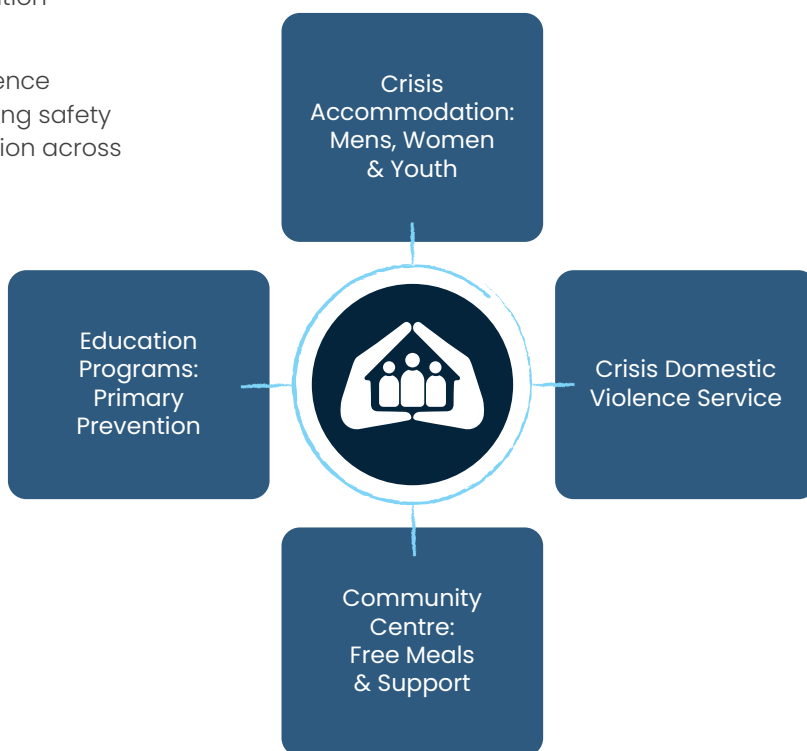 ence
ng safety
ion across
Crisis
Accommodation:
Mens, Women
& Youth
Education
Programs:
Primary
Prevention
Crisis Domestic
Violence Service
Community
Centre:
Free Meals
& Support